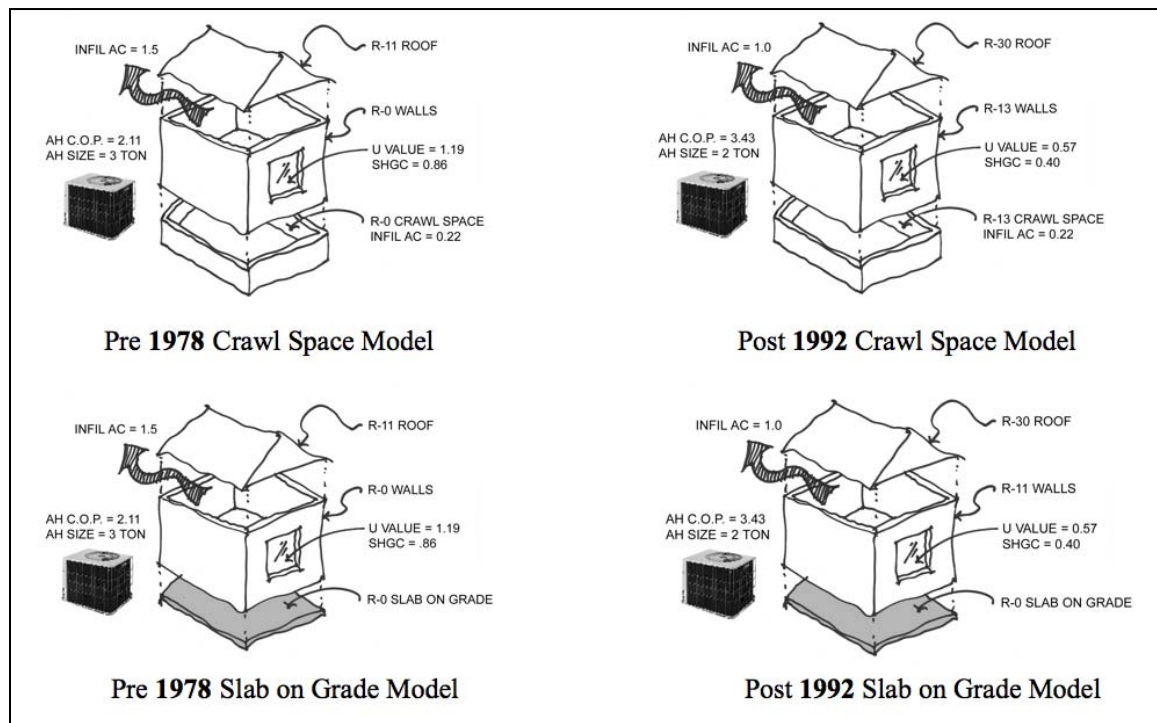 INFIL AC = 1.5
R-11 ROOF
R-0 WALLS
AH C.O.P. = 2.11
AH SIZE = 3 TON
U VALUE = 1.19
SHGC = 0.86
R-0 CRAWL SPACE
INFIL AC = 0.22
Pre 1978 Crawl Space Model
INFIL AC = 1.0
R-30 ROOF
R-13 WALLS
AH C.O.P. = 3.43
AH SIZE = 2 TON
U VALUE = 0.57
SHGC = 0.40
R-13 CRAWL SPACE
INFIL AC = 0.22
Post 1992 Crawl Space Model
INFIL AC = 1.5
R-11 ROOF
R-0 WALLS
AH C.O.P. = 2.11
AH SIZE = 3 TON
U VALUE = 1.19
SHGC = .86
R-0 SLAB ON GRADE
Pre 1978 Slab on Grade Model
INFIL AC = 1.0
R-30 ROOF
R-11 WALLS
AH C.O.P. = 3.43
AH SIZE = 2 TON
U VALUE = 0.57
SHGC = 0.40
R-0 SLAB ON GRADE
Post 1992 Slab on Grade Model